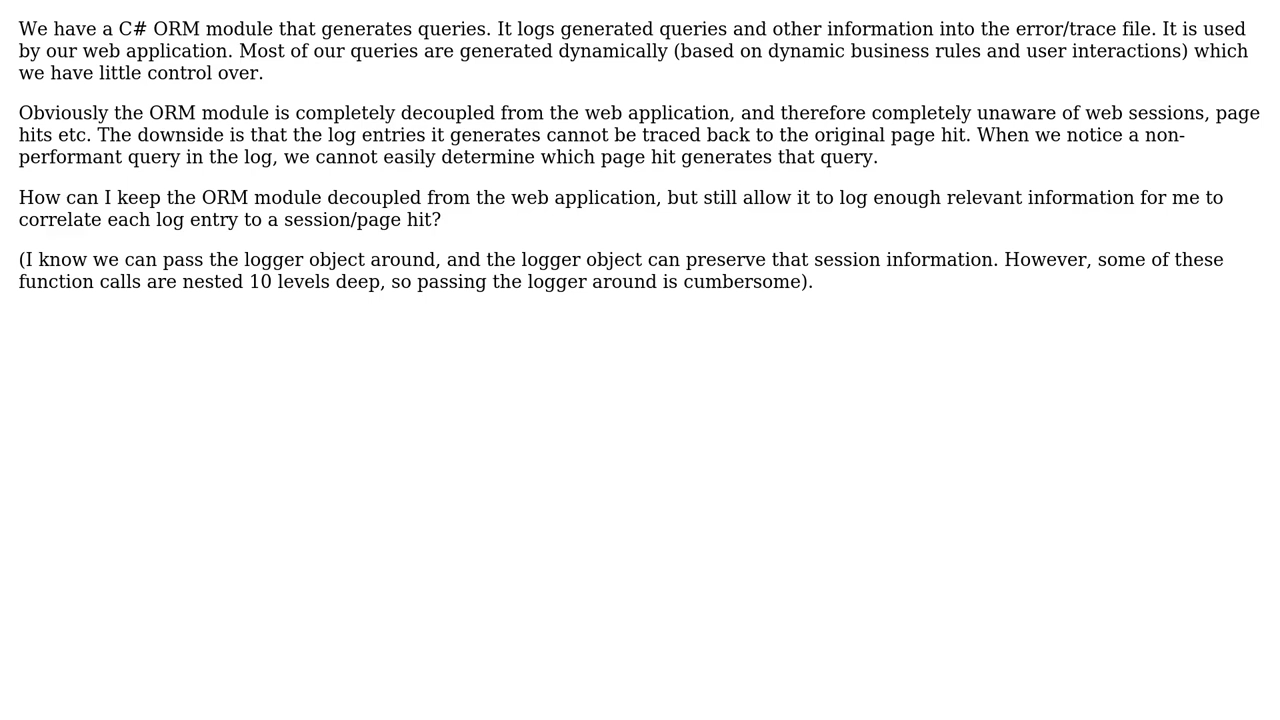 We have a C# ORM module that generates queries. It logs generated queries and other information into the error/trace file. It is used
by our web application. Most of our queries are generated dynamically (based on dynamic business rules and user interactions) which
we have little control over.
Obviously the ORM module is completely decoupled from the web application, and therefore completely unaware of web sessions, page
hits etc. The downside is that the log entries it generates cannot be traced back to the original page hit. When we notice a non-
performant query in the log, we cannot easily determine which page hit generates that query.
How can I keep the ORM module decoupled from the web application, but still allow it to log enough relevant information for me to
correlate each log entry to a session/page hit?
(I know we can pass the logger object around, and the logger object can preserve that session information. However, some of these
function calls are nested 10 levels deep, so passing the logger around is cumbersome).